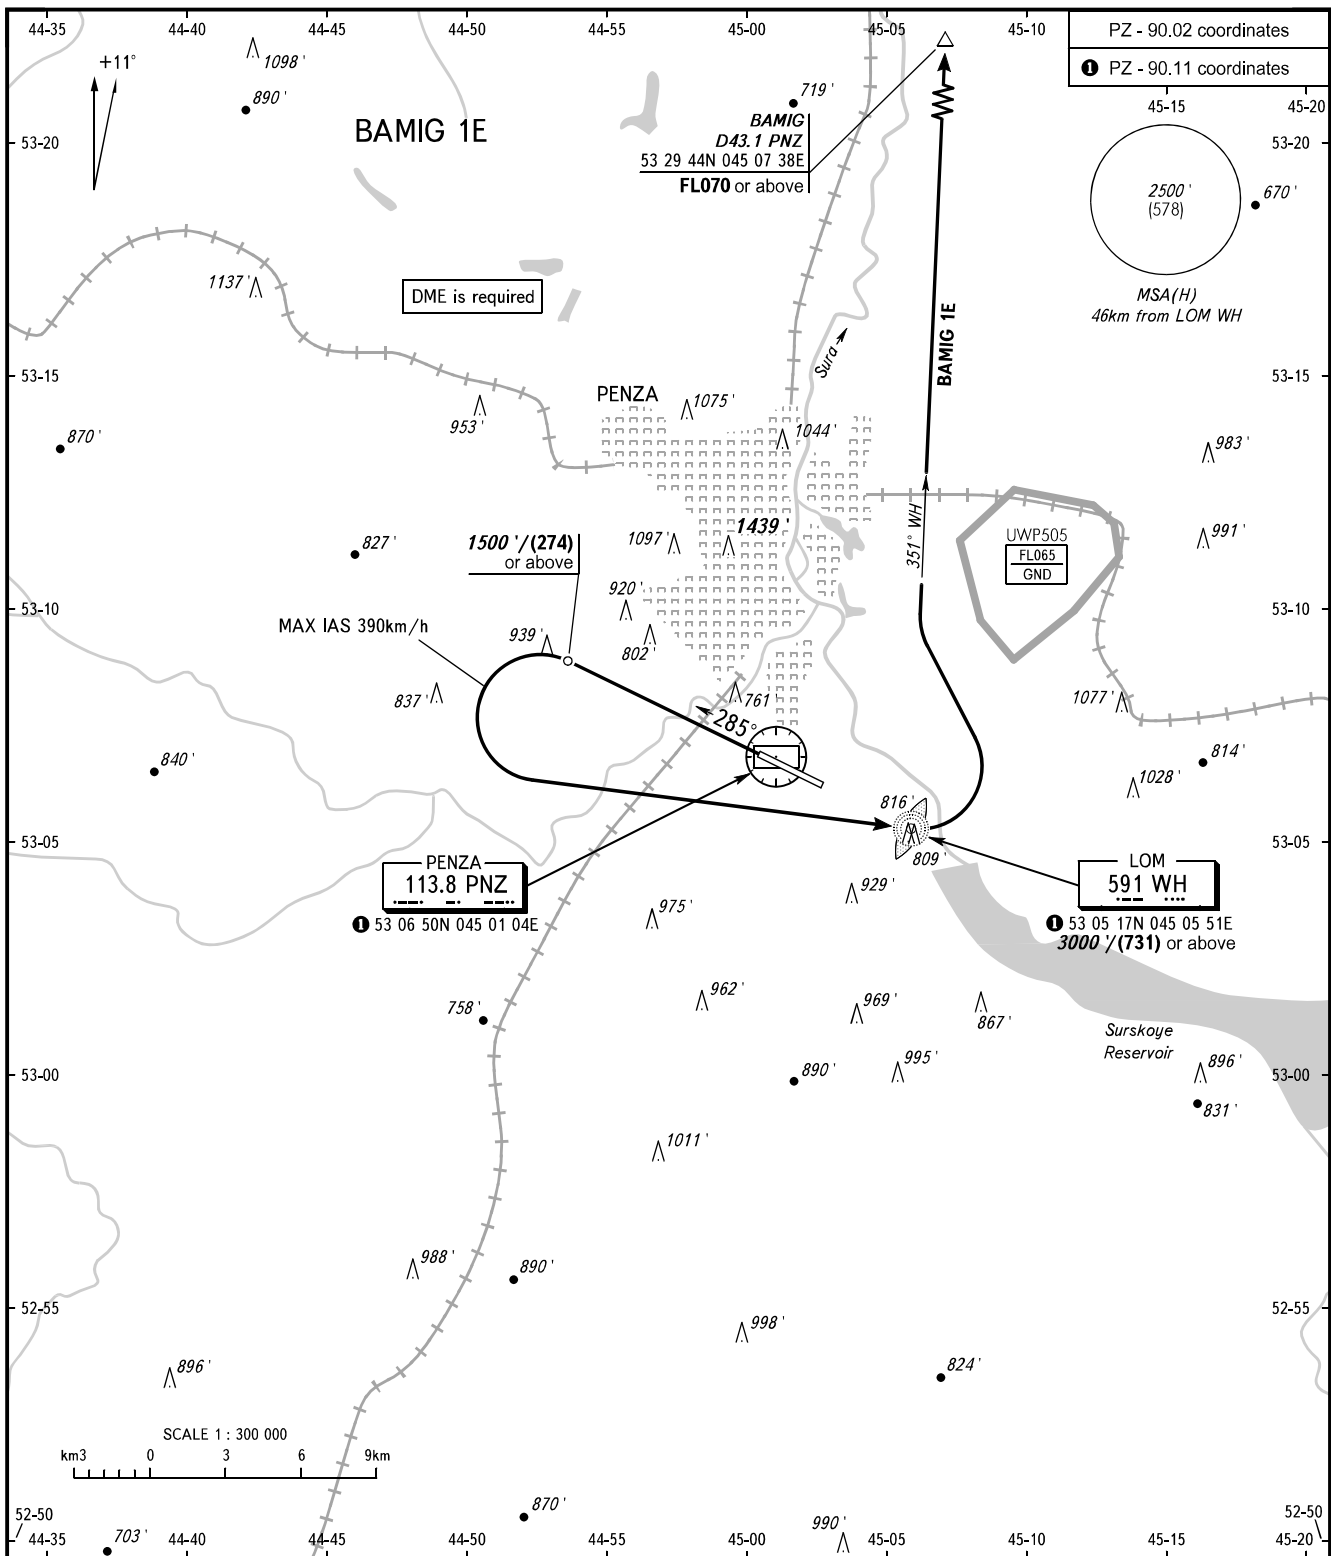 44-35 44-40 44-45 44-50 44-55 45-00 45-05 45-10
PZ - 90.02 coordinates
❶ PZ - 90.11 coordinates
45-15 45-20
+11°
1098'
890'
BAMIG 1E
719'
BAMIG
D43.1 PNZ
53 29 44N 045 07 38E
FL070 or above
53-20
53-20
2500'
(578)
670'
MSA(H)
46km from LOM WH
1137'
DME is required
Sura
BAMIG 1E
53-15
53-15
PENZA
1075'
953'
1044'
870'
983'
351° WH
1439'
1097'
1500'/(274)
or above
827'
UWP505
FL065
GND
991'
920'
53-10
53-10
MAX IAS 390km/h
939'
802'
837'
761'
285°
1077'
840'
814'
1028'
816'
809'
53-05
53-05
PENZA
113.8 PNZ
❶ 53 06 50N 045 01 04E
LOM
591 WH
❶ 53 05 17N 045 05 51E
3000'/(731) or above
929'
975'
962'
969'
867'
758'
Surskoye
Reservoir
995'
896'
890'
53-00
53-00
831'
1011'
988'
890'
52-55
52-55
998'
824'
896'
SCALE 1 : 300 000
km3 0 3 6 9km
870'
990'
703'
52-50
52-50
44-35 44-40 44-45 44-50 44-55 45-00 45-05 45-10 45-15 45-20